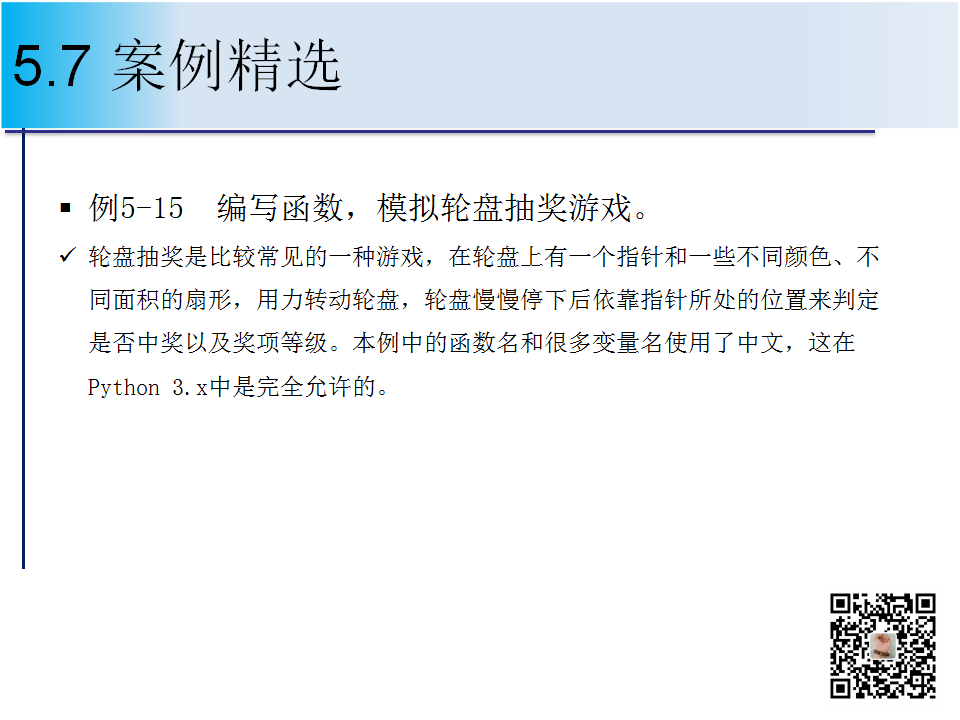 5.7 案例精选
例5-15　编写函数，模拟轮盘抽奖游戏。
轮盘抽奖是比较常见的一种游戏，在轮盘上有一个指针和一些不同颜色、不
同面积的扇形，用力转动轮盘，轮盘慢慢停下后依靠指针所处的位置来判定
是否中奖以及奖项等级。本例中的函数名和很多变量名使用了中文，这在
Python 3.x中是完全允许的。